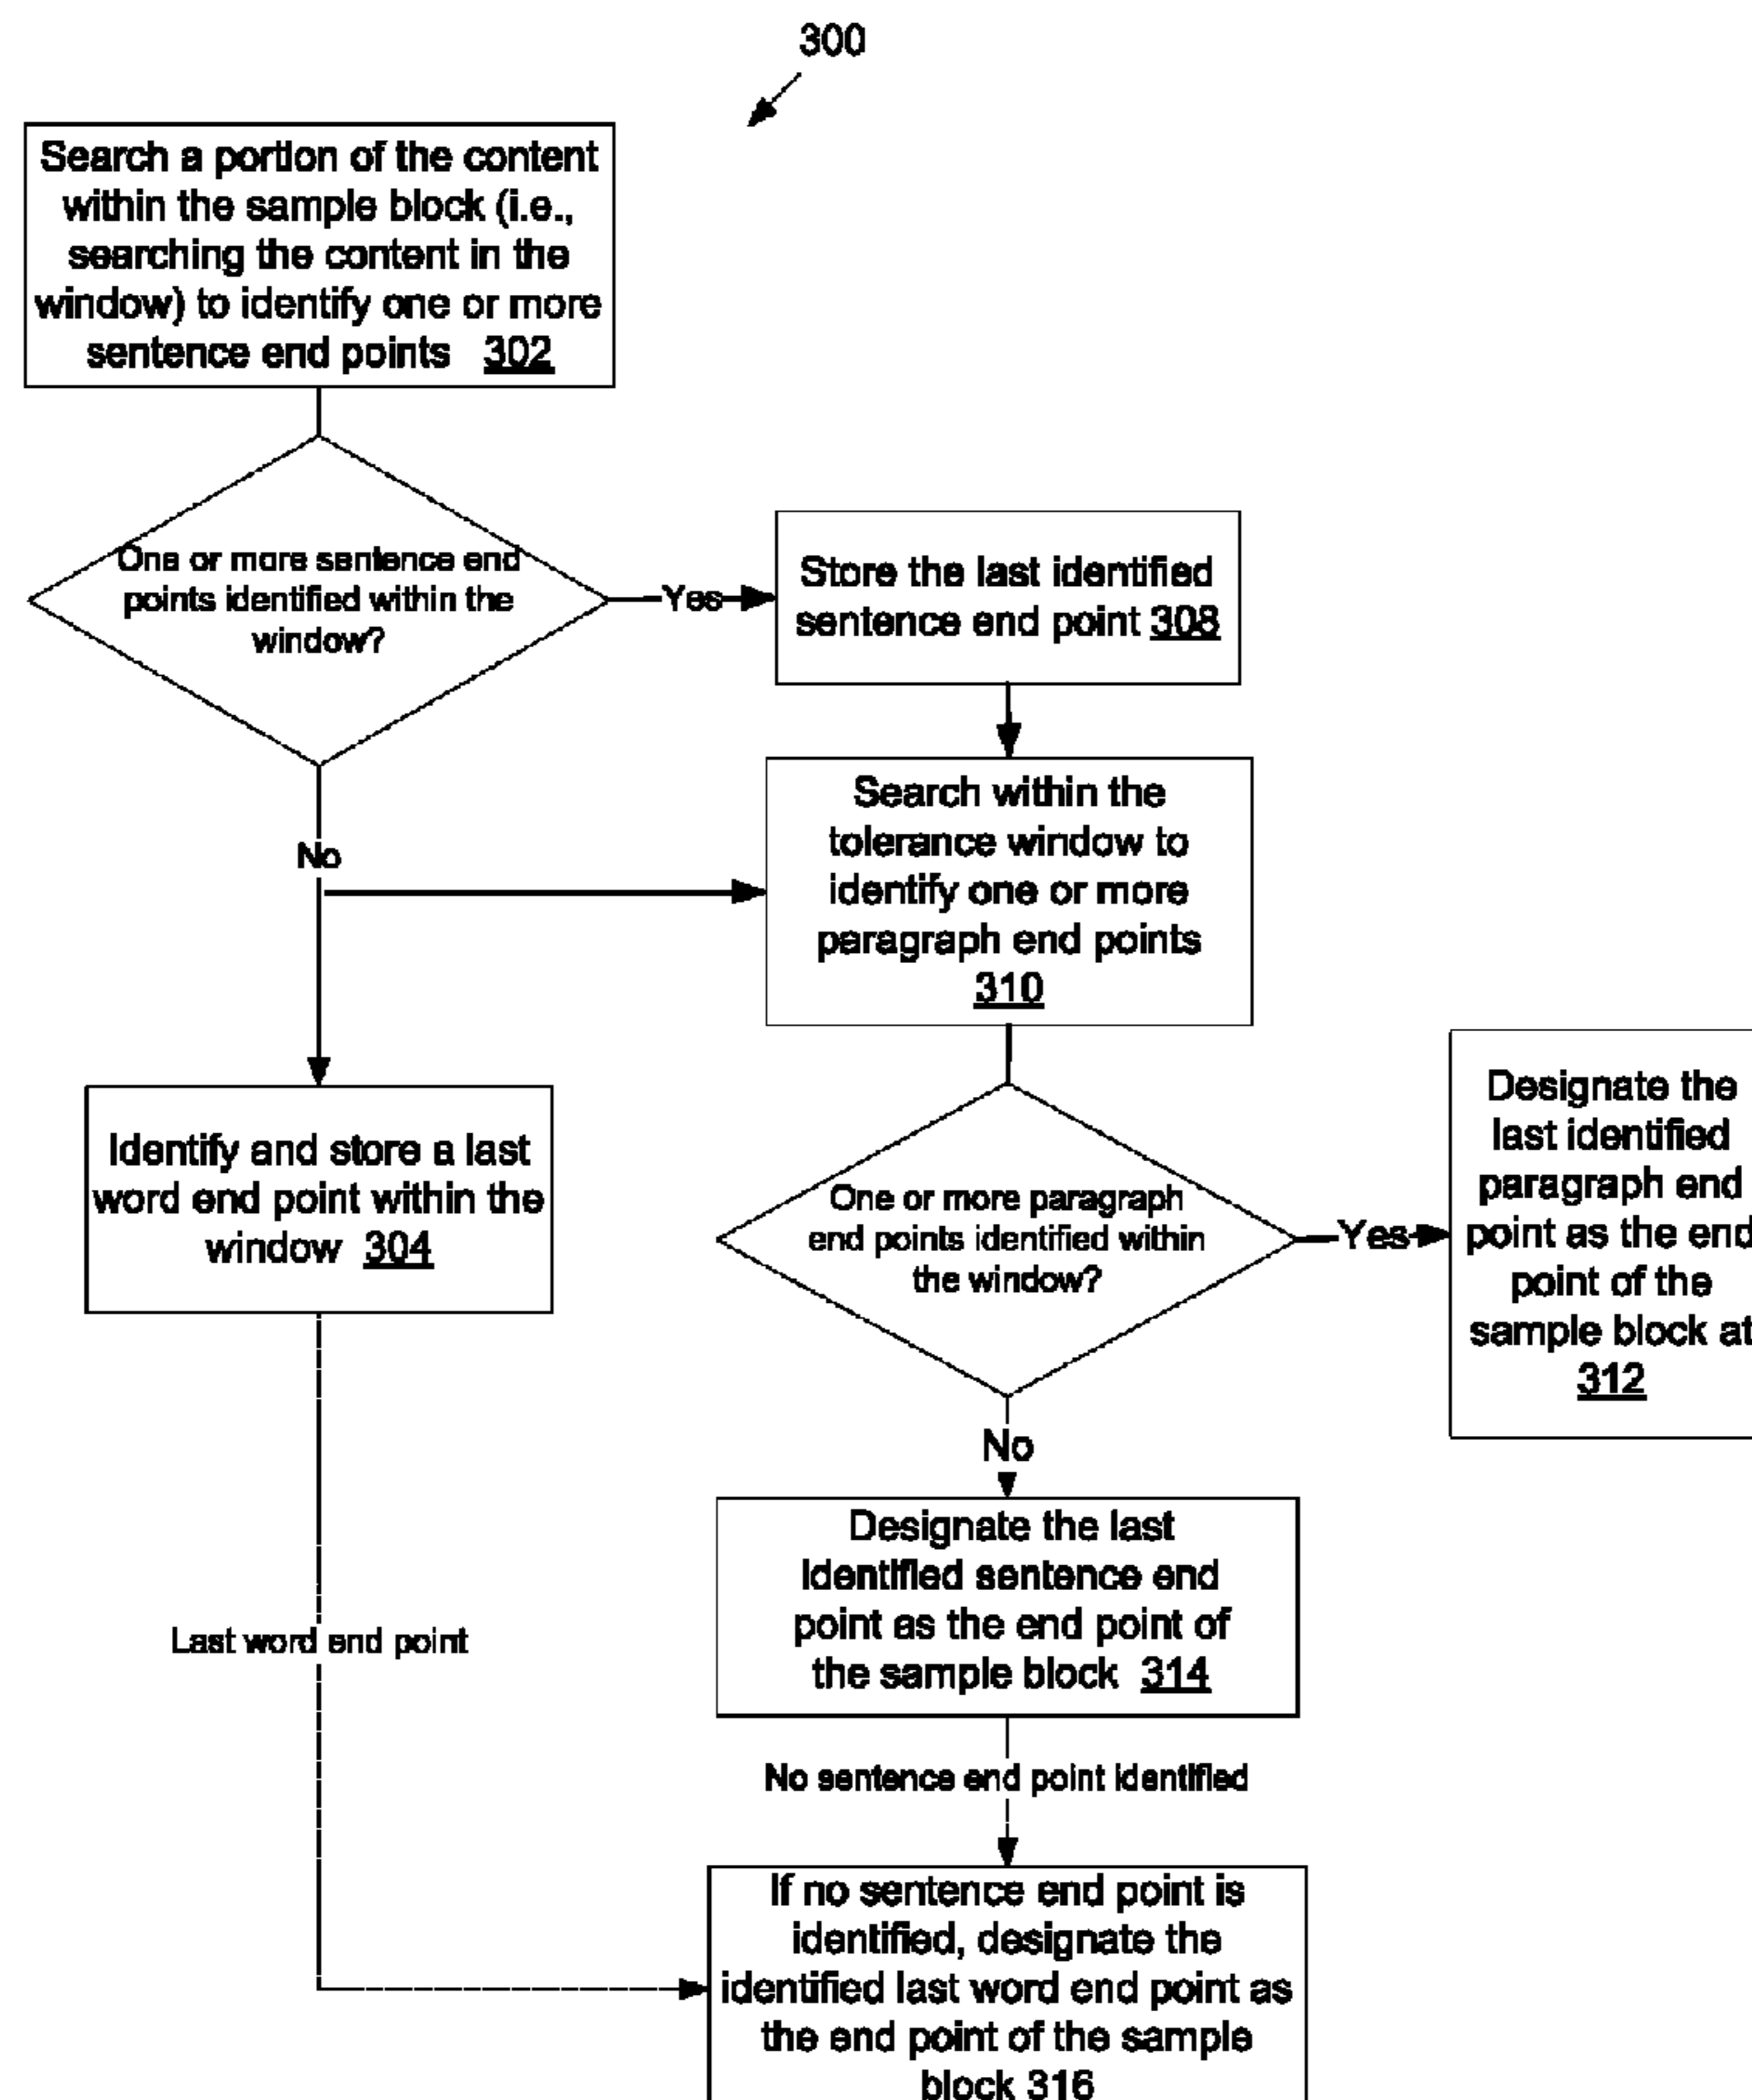 300
Search a portion of the content
within the sample block (i.e.,
searching the content in the
window) to identify one or more
sentence end points 302
One or more sentence end
points identified within the
window?
Yes
Store the last identified
sentence end point 308
No
Search within the
tolerance window to
identify one or more
paragraph end points
310
Identify and store a last
word end point within the
window 304
One or more paragraph
end points identified within
the window?
Yes
Designate the
last identified
paragraph end
point as the end
point of the
sample block at
312
No
Designate the last
identified sentence end
point as the end point of
the sample block 314
Last word end point
No sentence end point identified
If no sentence end point is
identified, designate the
identified last word end point as
the end point of the sample
block 316